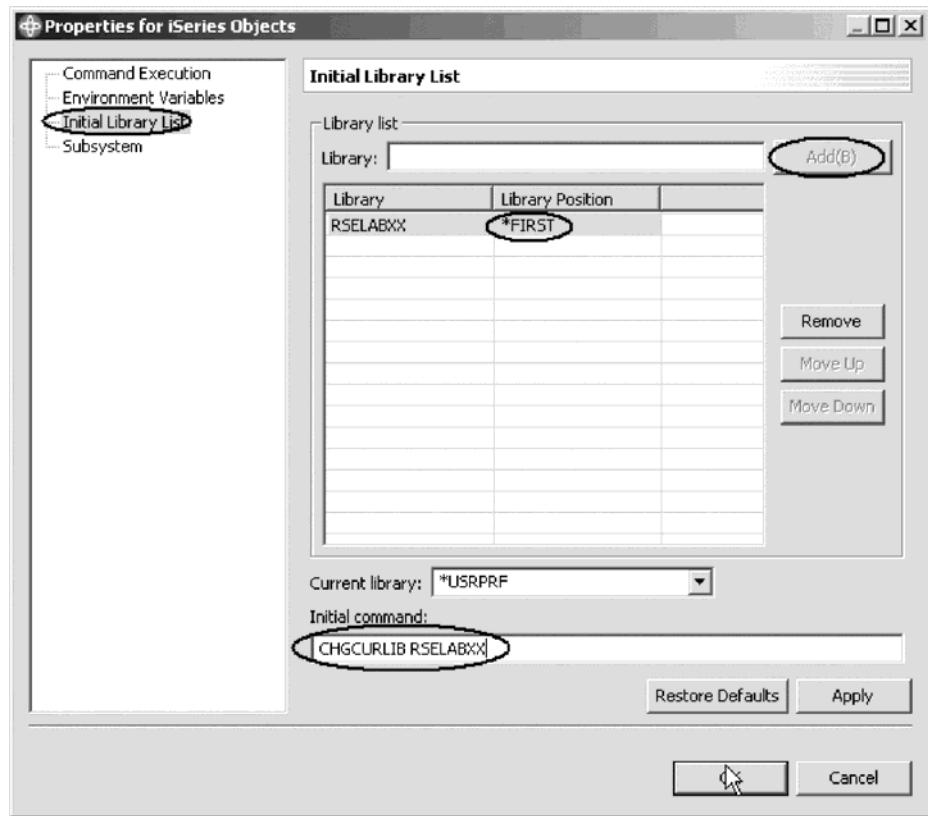 Properties for iSeries Objects
Command Execution
Environment Variables
Initial Library List
Subsystem
Initial Library List
Library list
Library:
Add(B)
Library Library Position
RSELABXX *FIRST
Remove
Move Up
Move Down
Current library: *USRPRF
Initial command:
CHGCURLIB RSELABXX
Restore Defaults Apply
Cancel